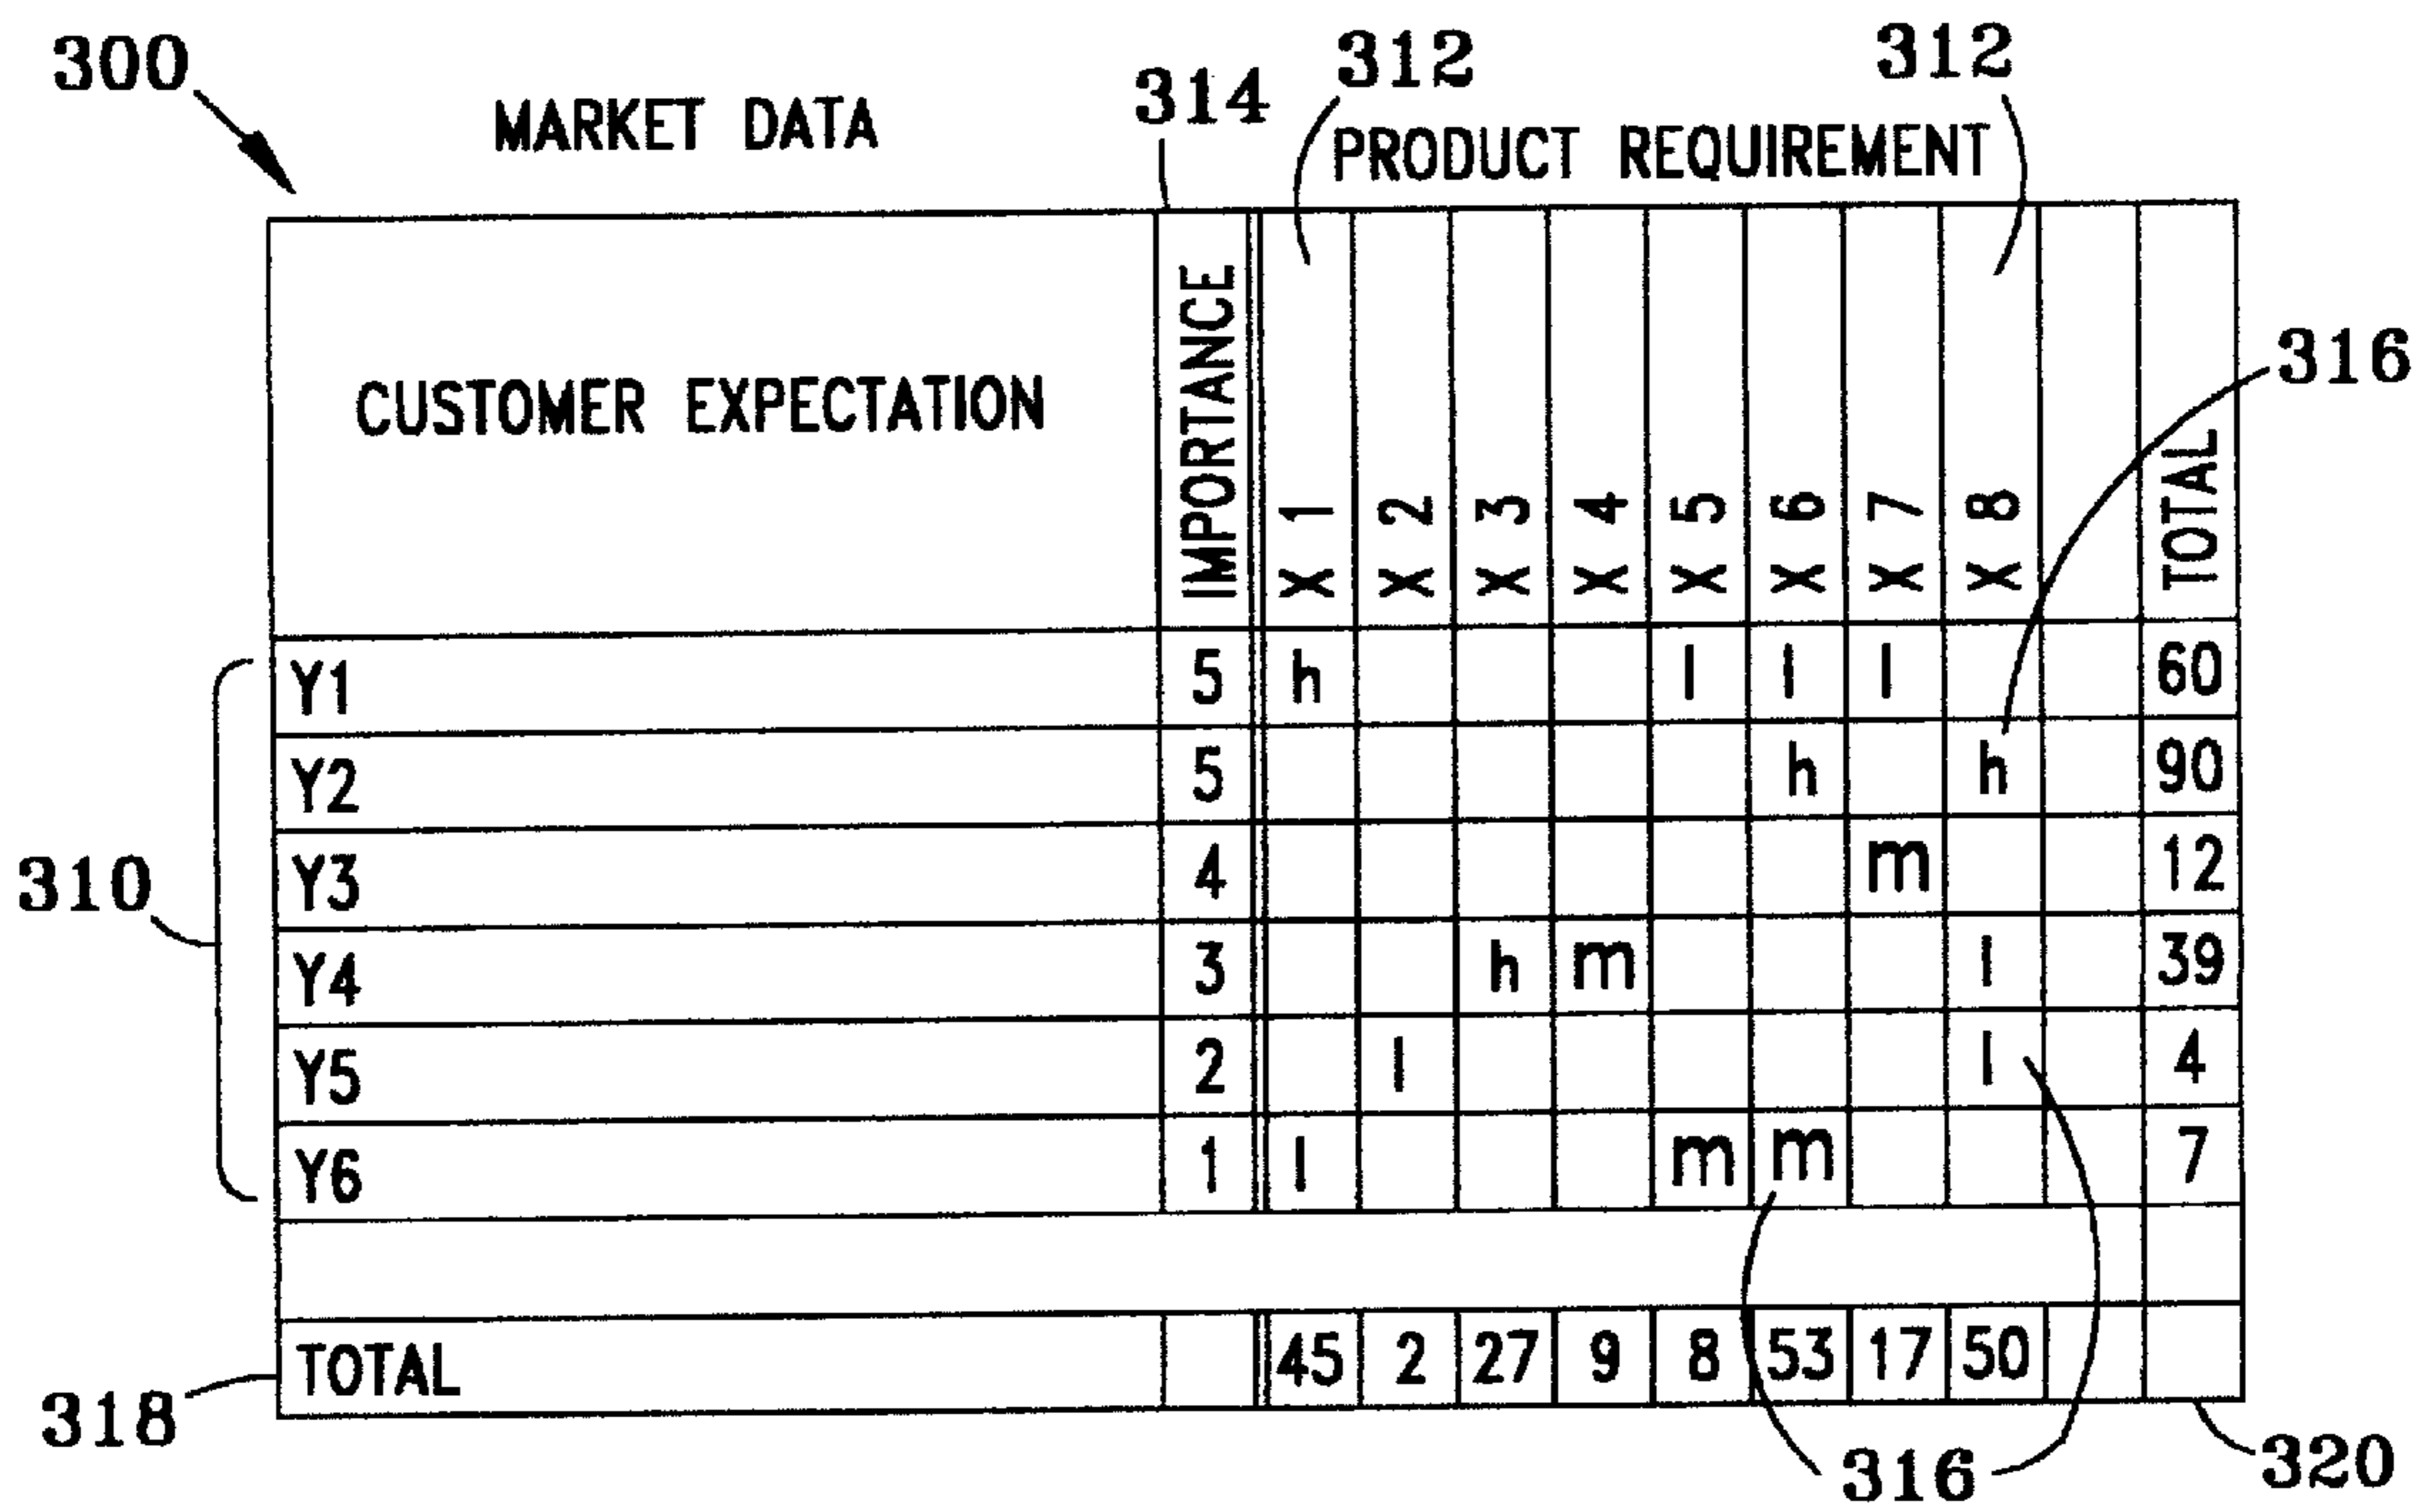 300
MARKET DATA
314
312
312
PRODUCT REQUIREMENT
CUSTOMER EXPECTATION
IMPORTANCE
X 1
X 2
X 3
X 4
X 5
X 6
X 7
X 8
TOTAL
316
Y1 5 h l l l 60
Y2 5 h h 90
310
Y3 4 m 12
Y4 3 h m l 39
Y5 2 l l 4
Y6 1 l m m 7
TOTAL 45 2 27 9 8 53 17 50
318
316
320